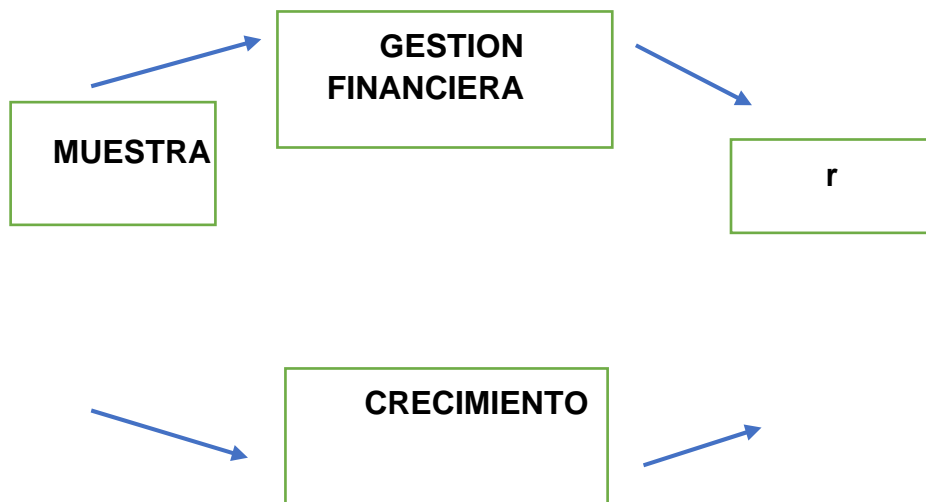 GESTION
FINANCIERA
MUESTRA
r
CRECIMIENTO